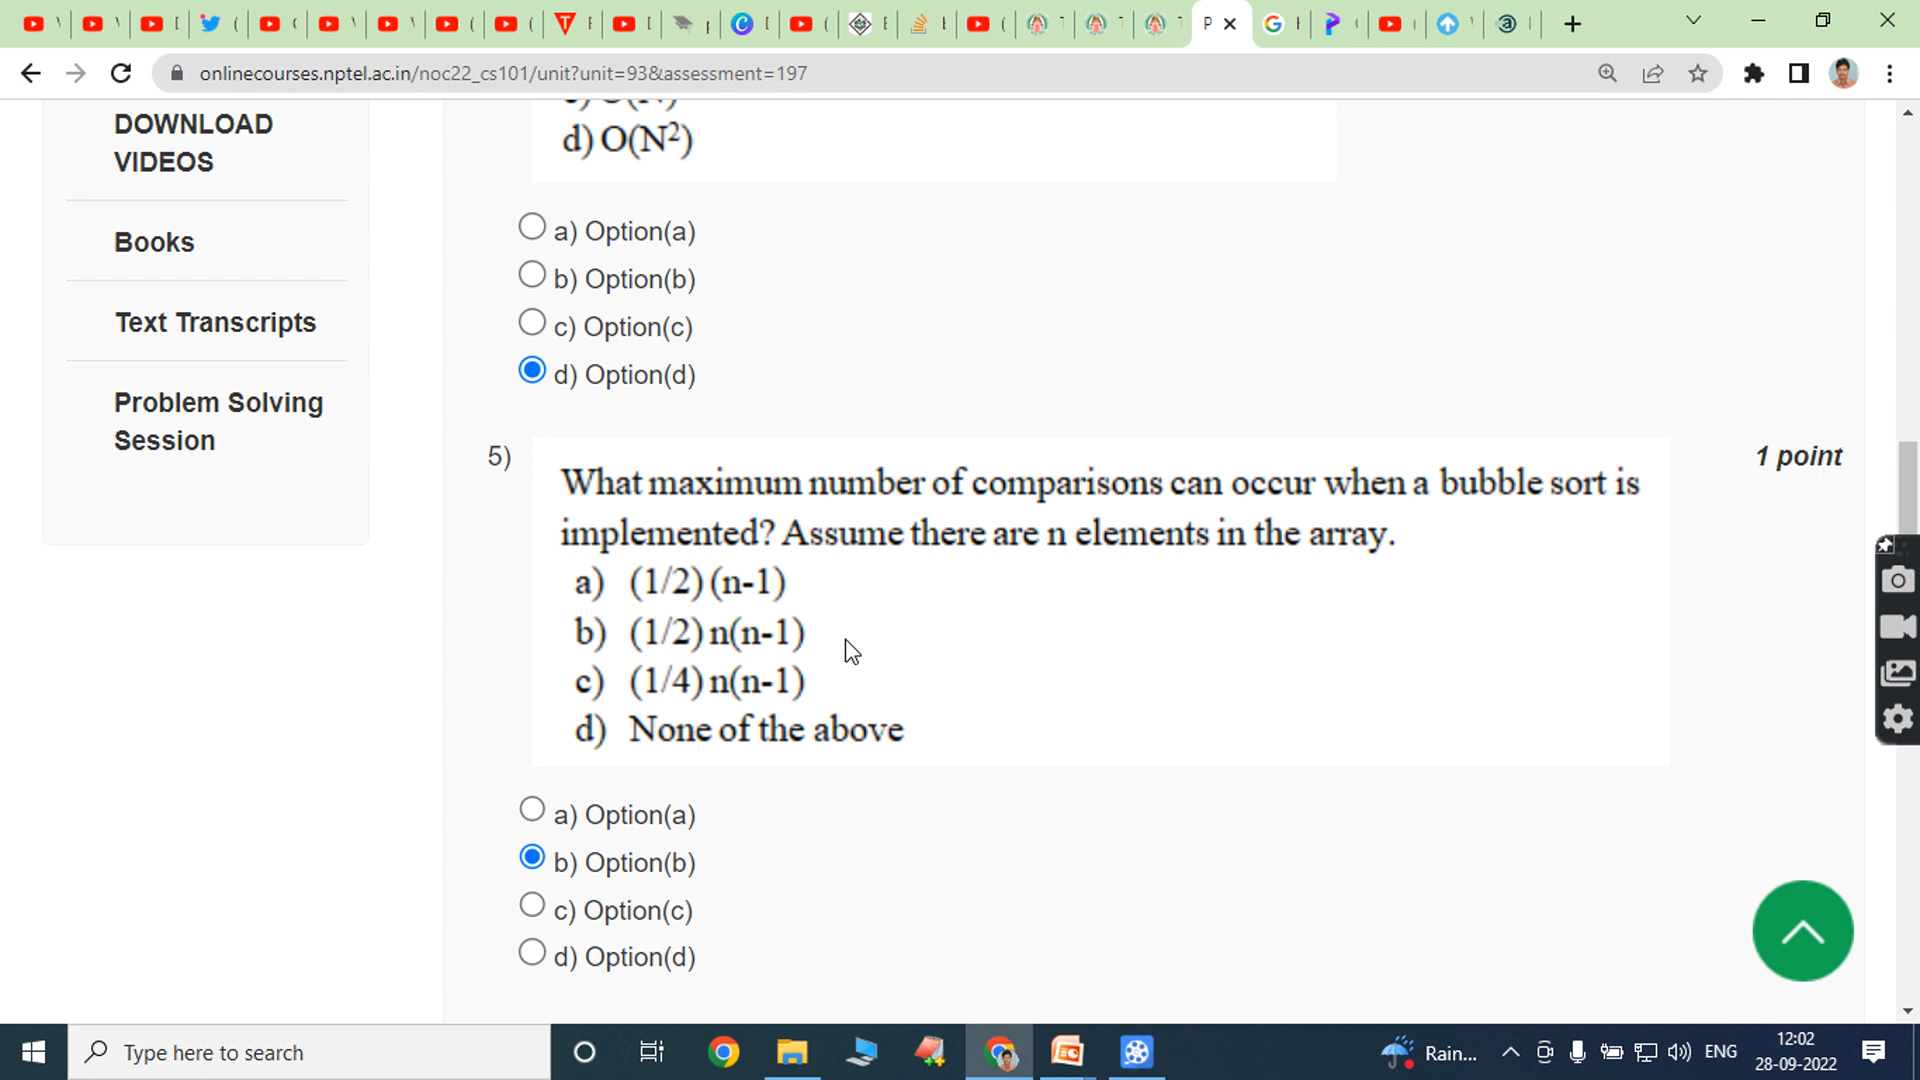 onlinecourses.nptel.ac.in/noc22_cs101/unit?unit=93&assessment=197
DOWNLOAD
VIDEOS
Books
Text Transcripts
Problem Solving
Session
d) O(N²)
a) Option(a)
b) Option(b)
c) Option(c)
d) Option(d)
5)
1 point
What maximum number of comparisons can occur when a bubble sort is
implemented? Assume there are n elements in the array.
a) (1/2) (n-1)
b) (1/2) n(n-1)
c) (1/4) n(n-1)
d) None of the above
a) Option(a)
b) Option(b)
c) Option(c)
d) Option(d)
Type here to search
Rain...
ENG
12:02
28-09-2022